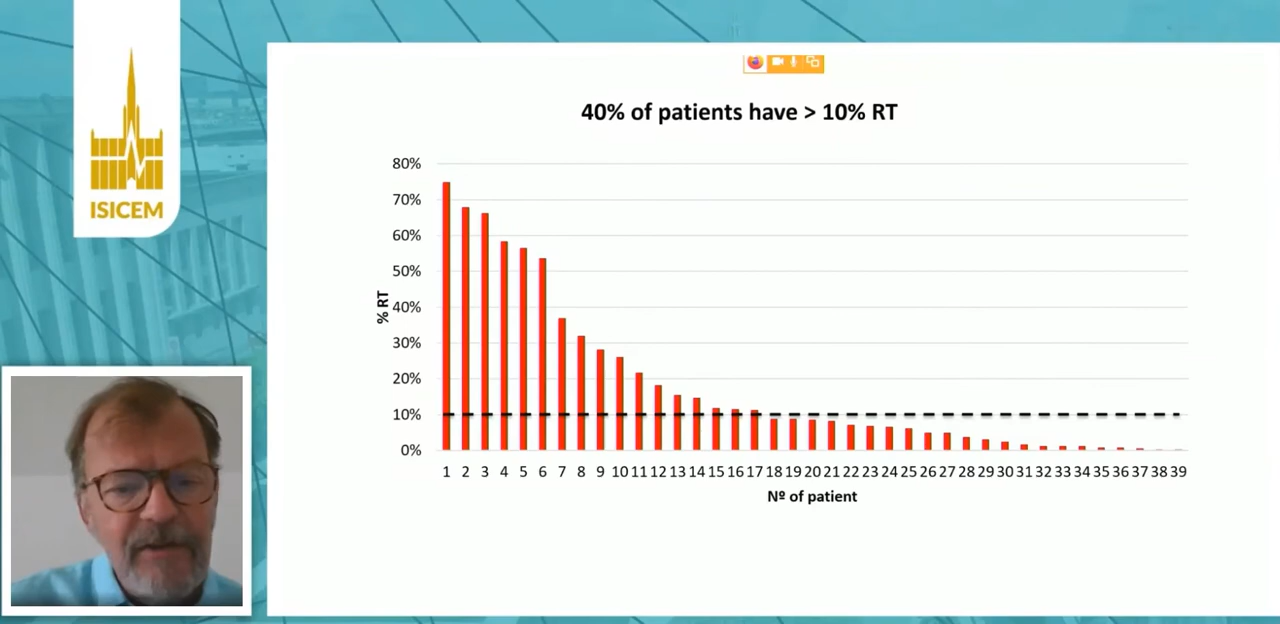 ISICEM
40% of patients have > 10% RT
80%
70%
60%
50%
40%
30%
20%
10%
0%
% RT
1 2 3 4 5 6 7 8 9 10 11 12 13 14 15 16 17 18 19 20 21 22 23 24 25 26 27 28 29 30 31 32 33 34 35 36 37 38 39
Nº of patient